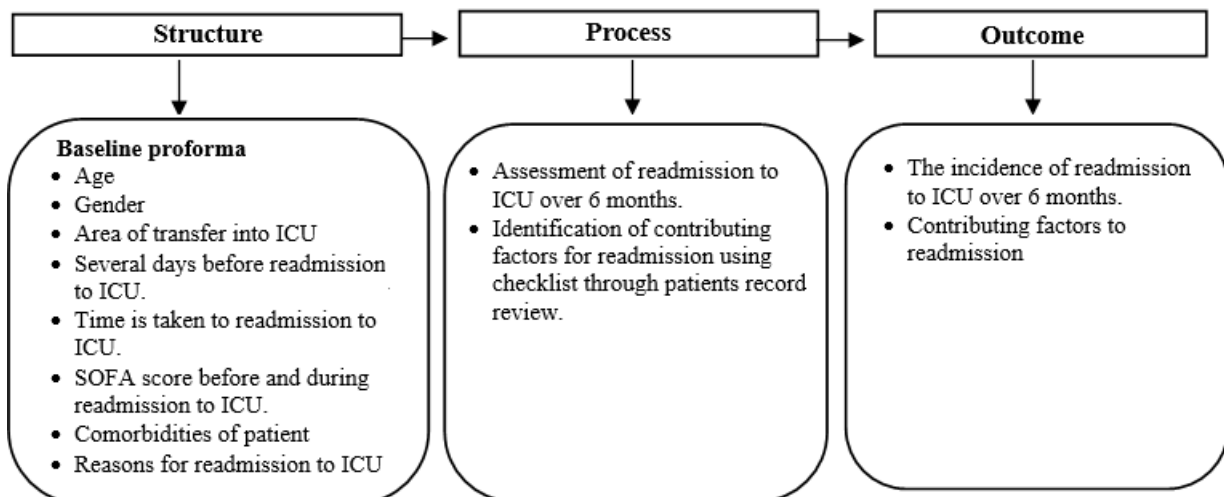 Structure
Process
Outcome
Baseline proforma
• Age
• Gender
• Area of transfer into ICU
• Several days before readmission
to ICU.
• Time is taken to readmission to
ICU.
• SOFA score before and during
readmission to ICU.
• Comorbidities of patient
• Reasons for readmission to ICU
• Assessment of readmission to
ICU over 6 months.
• Identification of contributing
factors for readmission using
checklist through patients record
review.
• The incidence of readmission
to ICU over 6 months.
• Contributing factors to
readmission